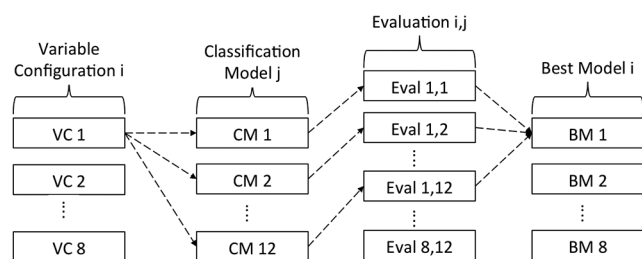 Variable
Configuration i
Classification
Model j
Evaluation i,j
Best Model i
VC 1
VC 2
VC 8
CM 1
CM 2
CM 12
Eval 1,1
Eval 1,2
Eval 1,12
Eval 8,12
BM 1
BM 2
BM 8